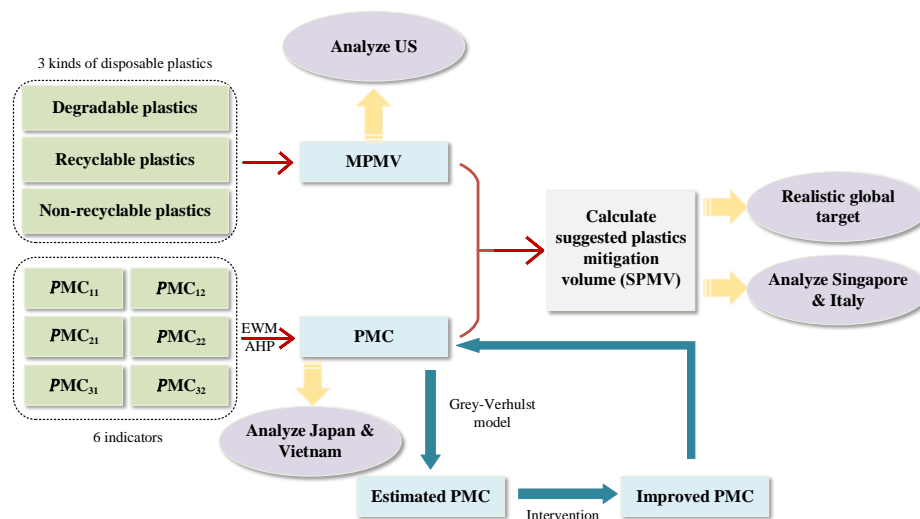 Analyze US
3 kinds of disposable plastics
Degradable plastics
Recyclable plastics
Non-recyclable plastics
MPMV
Calculate
suggested plastics
mitigation
volume (SPMV)
Realistic global
target
Analyze Singapore
& Italy
PMC₁₁
PMC₁₂
PMC₂₁
PMC₂₂
PMC₃₁
PMC₃₂
6 indicators
EWM
AHP
PMC
Analyze Japan &
Vietnam
Grey-Verhulst
model
Estimated PMC
Intervention
Improved PMC